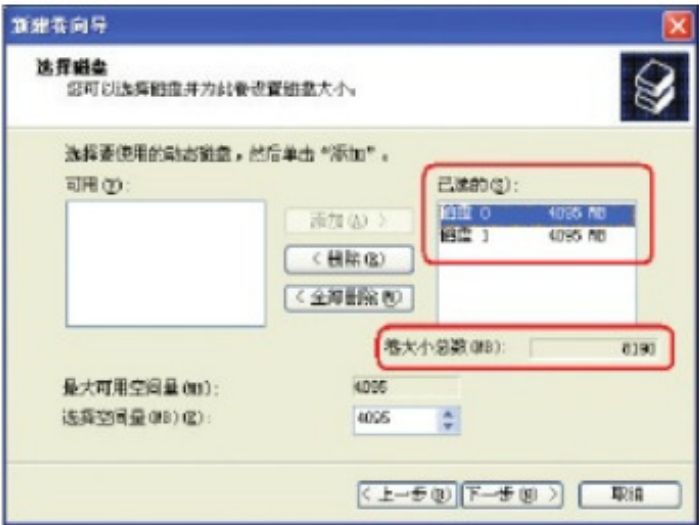 新建卷向导
选择磁盘
您可以选择磁盘并为此卷设置磁盘大小。
选择要使用的动态磁盘，然后单击“添加”。
可用(V):
已选的(S):
磁盘 0 4095 MB
磁盘 1 4095 MB
添加(A) >
< 删除(R)
< 全部删除(M)
卷大小总数(MB): 8190
最大可用空间量(MB): 4095
选择空间量(MB)(E): 4095
< 上一步(B)
下一步(N) >
取消